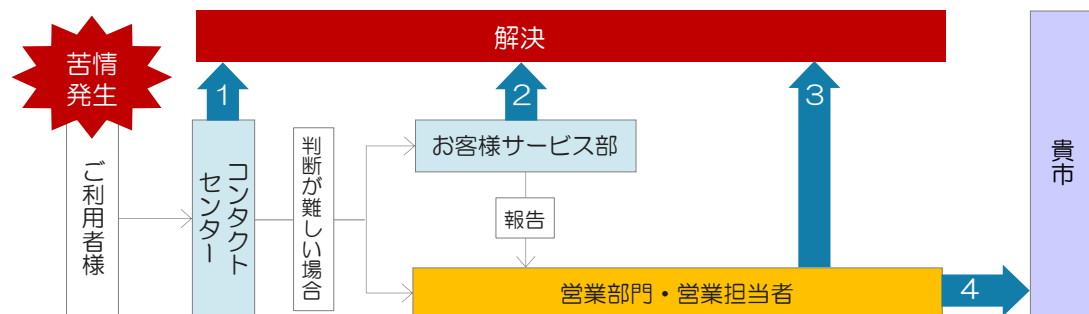 苦情
発生
ご利用者様
解決
1
2
3
コンタクト
センター
判断が難しい場合
お客様サービス部
報告
営業部門・営業担当者
4
貴市